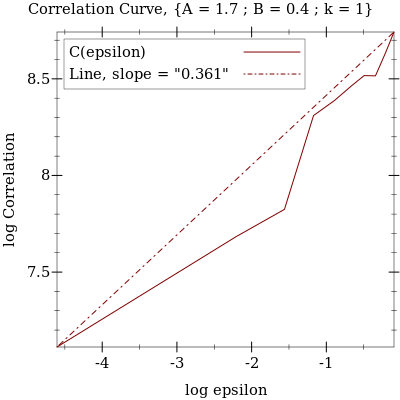 Correlation Curve, {A = 1.7 ; B = 0.4 ; k = 1}
C(epsilon)
Line, slope = "0.361"
8.5
8
7.5
log Correlation
-4
-3
-2
-1
log epsilon